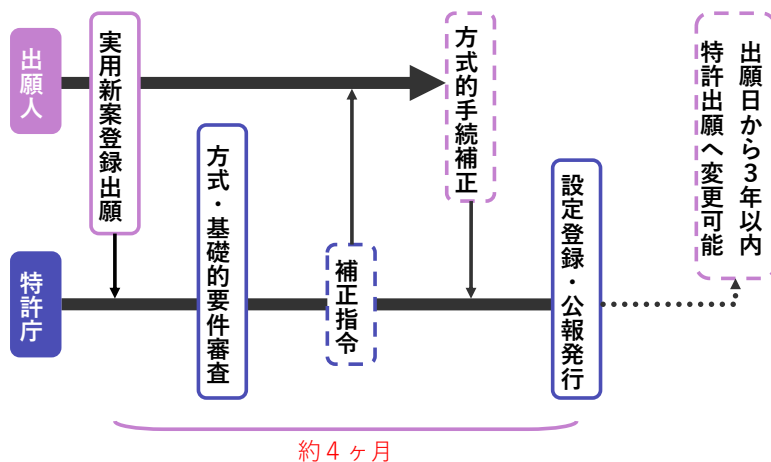 出願人
実用新案登録出願
方式的手続補正
出願日から3年以内
特許出願へ変更可能
特許庁
方式・基礎的要件審査
補正指令
設定登録・公報発行
約4ヶ月